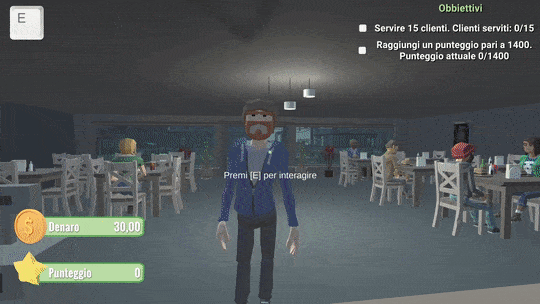 E
Obbiettivi
Servire 15 clienti. Clienti serviti: 0/15
Raggiungi un punteggio pari a 1400.
Punteggio attuale 0/1400
Premi [E] per interagire
Denaro 30,00
Punteggio 0